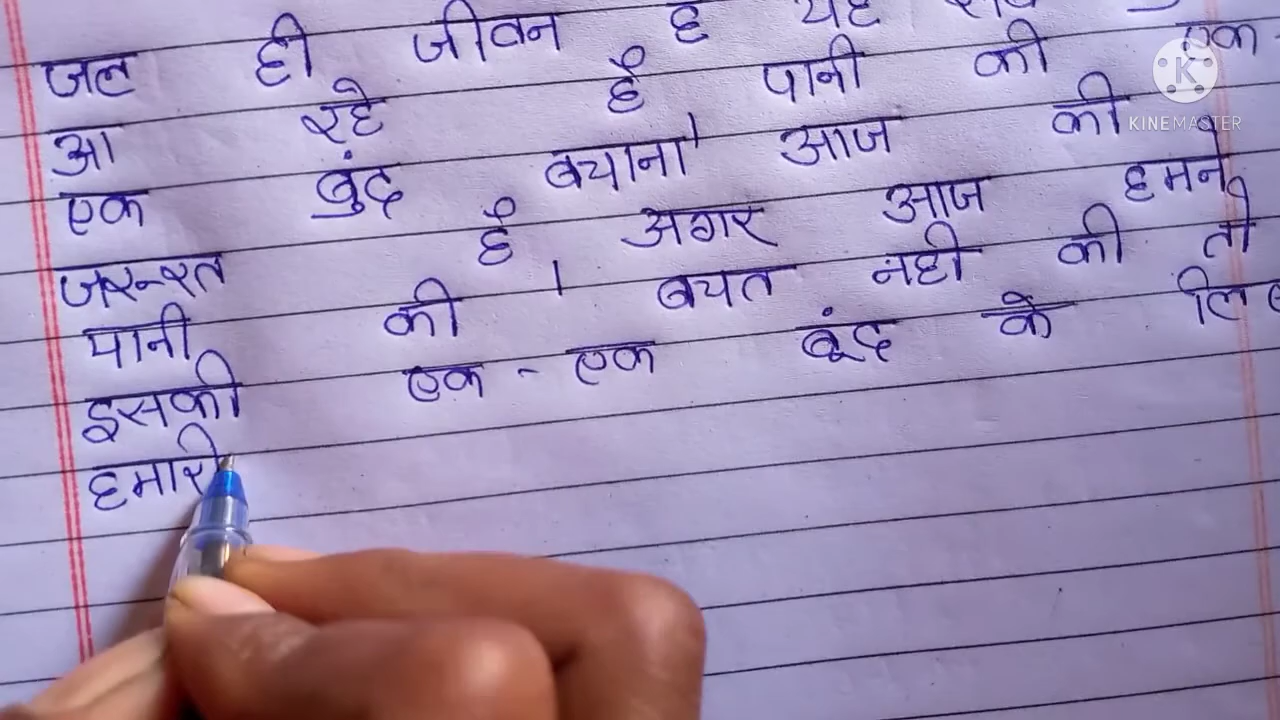 जल ही जीवन है यह
आ रहे है पानी की एक-
एक बुंद बचाना आज की
जरूरत है। अगर आज हमने
पानी की बचत नही की तो
इसकी एक-एक बूंद के लिए
हमारी
KINEMASTER